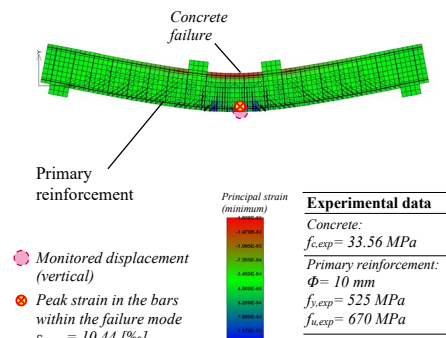 Concrete
failure
Primary
reinforcement
Monitored displacement
(vertical)
Peak strain in the bars
within the failure mode
= 10.44 [‰]
Principal strain
(minimum)
Experimental data
Concrete:
fc,exp= 33.56 MPa
Primary reinforcement:
Φ= 10 mm
fy,exp= 525 MPa
fu,exp= 670 MPa